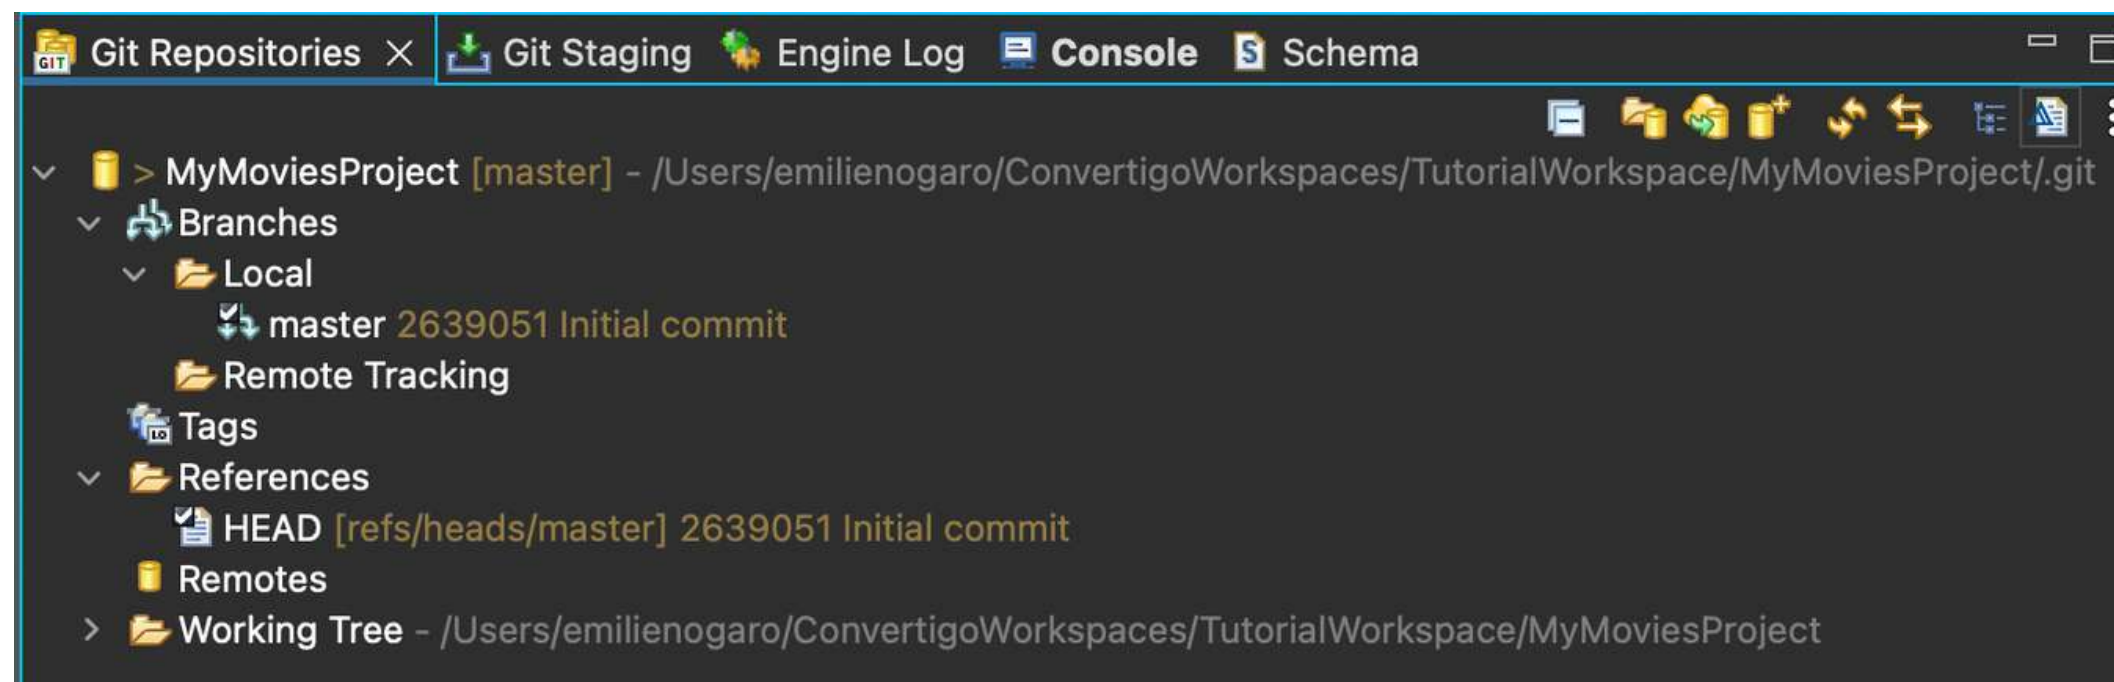 GIT Git Repositories Git Staging Engine Log Console S Schema
> MyMoviesProject [master] - /Users/emilienogaro/ConvertigoWorkspaces/TutorialWorkspace/MyMoviesProject/.git
Branches
Local
master 2639051 Initial commit
Remote Tracking
Tags
References
HEAD [refs/heads/master] 2639051 Initial commit
Remotes
Working Tree - /Users/emilienogaro/ConvertigoWorkspaces/TutorialWorkspace/MyMoviesProject